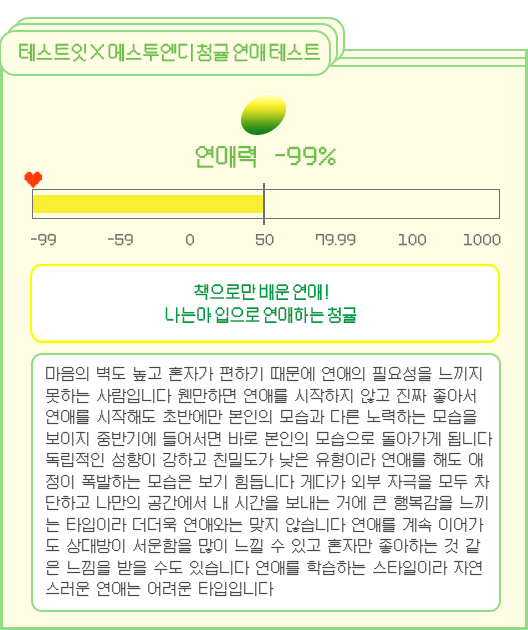 테스트잇 X 에스투엔디 청귤 연애 테스트
연애력 -99%
-99 -59 0 50 79.99 100 1000
책으로만 배운 연애!
나는야 입으로 연애하는 청귤
마음의 벽도 높고 혼자가 편하기 때문에 연애의 필요성을 느끼지
못하는 사람입니다 웬만하면 연애를 시작하지 않고 진짜 좋아서
연애를 시작해도 초반에만 본인의 모습과 다른 노력하는 모습을
보이지 중반기에 들어서면 바로 본인의 모습으로 돌아가게 됩니다
독립적인 성향이 강하고 친밀도가 낮은 유형이라 연애를 해도 애
정이 폭발하는 모습은 보기 힘듭니다 게다가 외부 자극을 모두 차
단하고 나만의 공간에서 내 시간을 보내는 거에 큰 행복감을 느끼
는 타입이라 더더욱 연애와는 맞지 않습니다 연애를 계속 이어가
도 상대방이 서운함을 많이 느낄 수 있고 혼자만 좋아하는 것 같
은 느낌을 받을 수도 있습니다 연애를 학습하는 스타일이라 자연
스러운 연애는 어려운 타입입니다